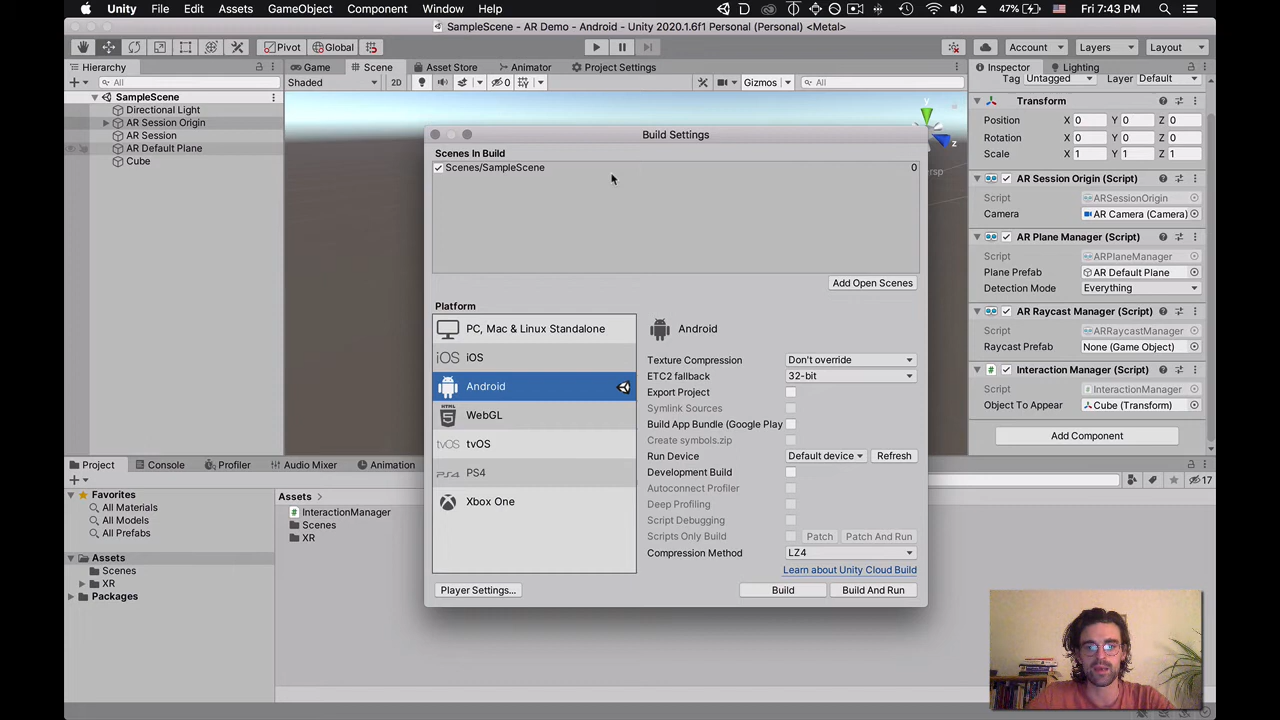 Unity File Edit Assets GameObject Component Window Help 47% Fri 7:43 PM
SampleScene - AR Demo - Android - Unity 2020.1.6f1 Personal (Personal) <Metal>
Pivot Global Account Layers Layout
Hierarchy
All
SampleScene
Directional Light
AR Session Origin
AR Session
AR Default Plane
Cube
Game Scene Asset Store Animator Project Settings
Shaded 2D 0 Gizmos All
y
z
Persp
Build Settings
Scenes In Build
Scenes/SampleScene 0
Add Open Scenes
Platform
PC, Mac & Linux Standalone
iOS iOS
Android
HTML WebGL
tvOS tvOS
PS4
Xbox One
Android
Texture Compression Don't override
ETC2 fallback 32-bit
Export Project
Symlink Sources
Build App Bundle (Google Play
Create symbols.zip
Run Device Default device Refresh
Development Build
Autoconnect Profiler
Deep Profiling
Script Debugging
Scripts Only Build Patch Patch And Run
Compression Method LZ4
Learn about Unity Cloud Build
Player Settings... Build Build And Run
Inspector Lighting
Tag Untagged Layer Default
Transform
Position X 0 Y 0 Z 0
Rotation X 0 Y 0 Z 0
Scale X 1 Y 1 Z 1
AR Session Origin (Script)
Script ARSessionOrigin
Camera AR Camera (Camera)
AR Plane Manager (Script)
Script ARPlaneManager
Plane Prefab AR Default Plane
Detection Mode Everything
AR Raycast Manager (Script)
Script ARRaycastManager
Raycast Prefab None (Game Object)
Interaction Manager (Script)
Script InteractionManager
Object To Appear Cube (Transform)
Add Component
Project Console Profiler Audio Mixer Animation
17
Favorites
All Materials
All Models
All Prefabs
Assets
Scenes
XR
Packages
Assets
InteractionManager
Scenes
XR